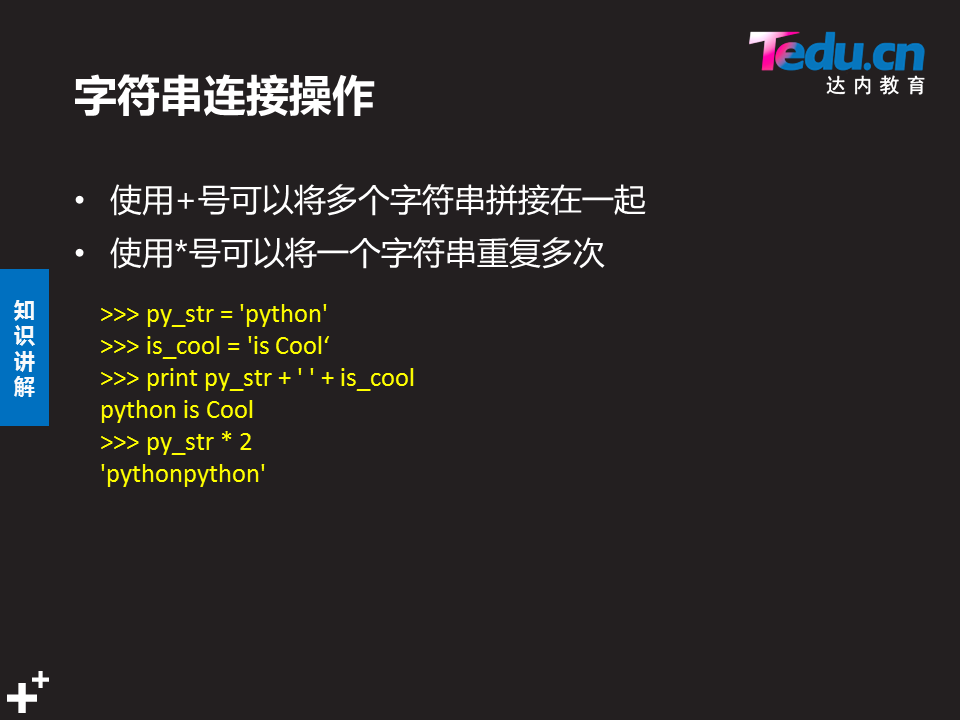 Tedu.cn
达内教育
字符串连接操作
• 使用+号可以将多个字符串拼接在一起
• 使用*号可以将一个字符串重复多次
知识讲解
>>> py_str = 'python'
>>> is_cool = 'is Cool‘
>>> print py_str + ' ' + is_cool
python is Cool
>>> py_str * 2
'pythonpython'